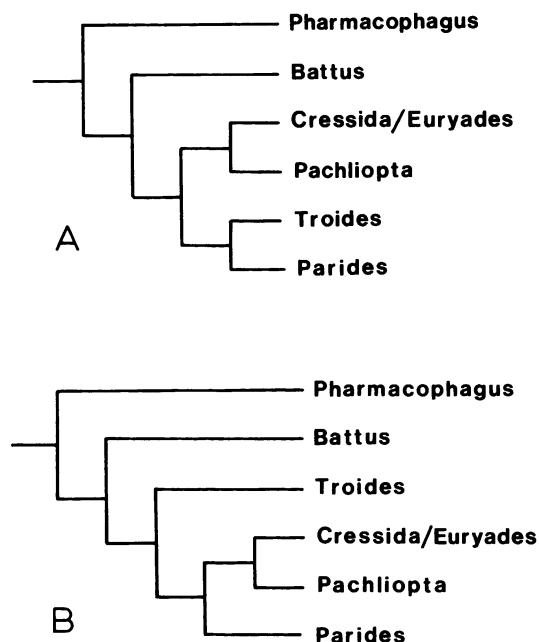 Pharmacophagus
Battus
Cressida/Euryades
Pachliopta
Troides
Parides
A
Pharmacophagus
Battus
Troides
Cressida/Euryades
Pachliopta
Parides
B